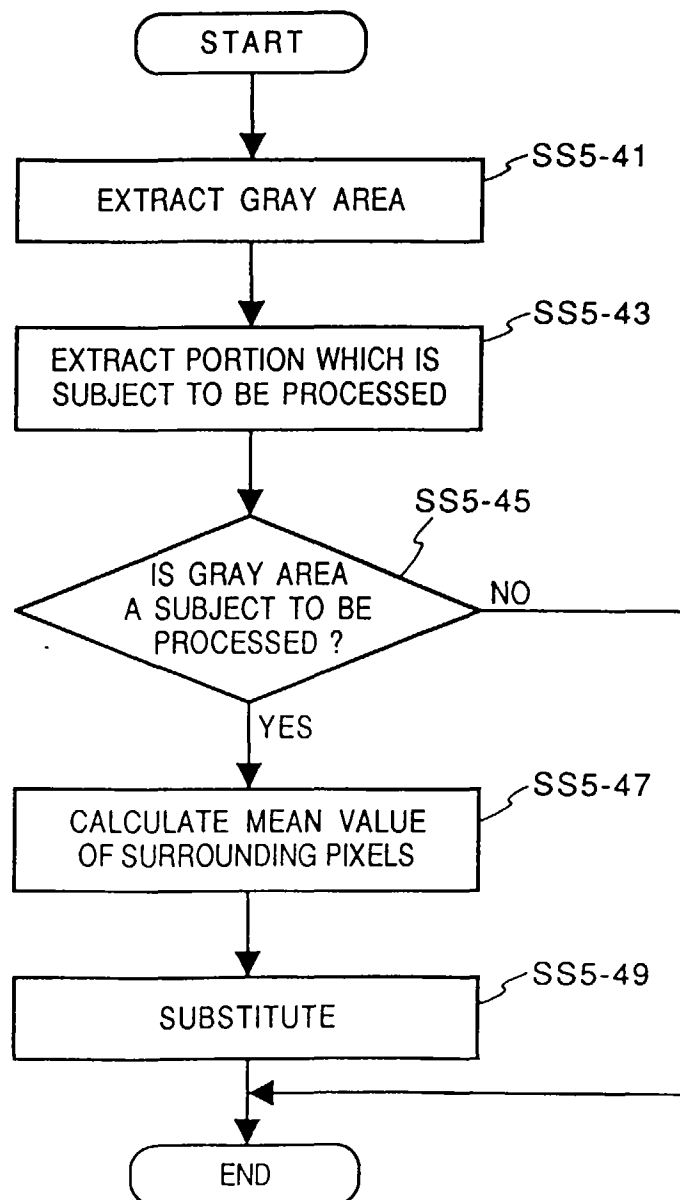 START
SS5-41
EXTRACT GRAY AREA
SS5-43
EXTRACT PORTION WHICH IS
SUBJECT TO BE PROCESSED
SS5-45
IS GRAY AREA
A SUBJECT TO BE
PROCESSED ?
NO
YES
SS5-47
CALCULATE MEAN VALUE
OF SURROUNDING PIXELS
SS5-49
SUBSTITUTE
END